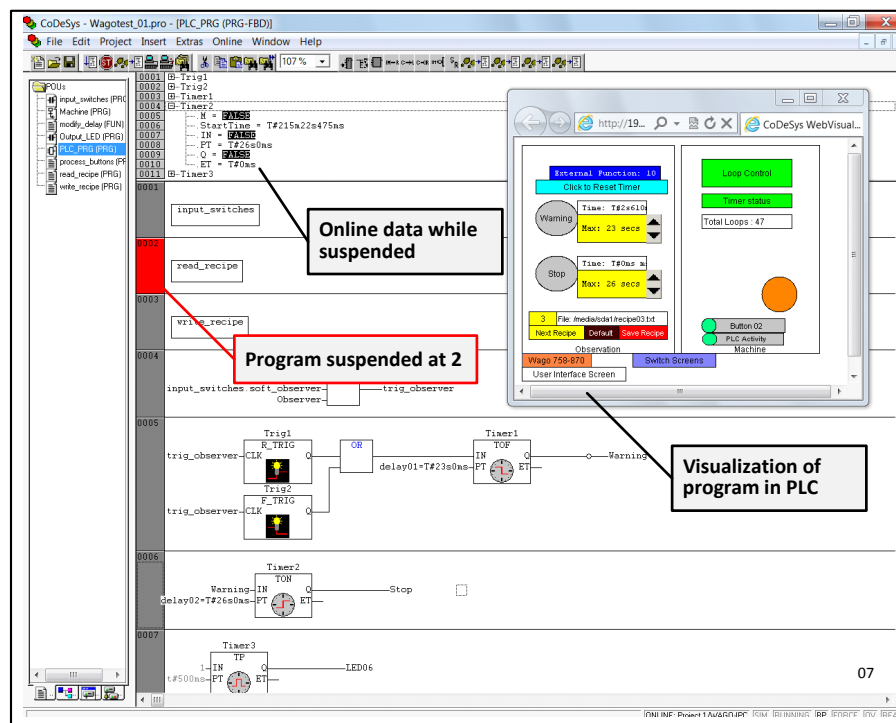 CoDeSys - Wagotest_01.pro - [PLC_PRG (PRG-FBD)]
File Edit Project Insert Extras Online Window Help
107 %
POUs
input_switches (PRG
Machine (PRG)
modify_delay (FUN)
Output_LED (PRG)
PLC_PRG (PRG)
process_buttons (PF
read_recipe (PRG)
write_recipe (PRG)
0001 Trig1
0002 Trig2
0003 Timer1
0004 Timer2
0005 .M = FALSE
0006 .StartTime = T#215m22s475ms
0007 .IN = FALSE
0008 .PT = T#26s0ms
0009 .Q = FALSE
0010 .ET = T#0ms
0011 Timer3
0001
input_switches
0002
read_recipe
0003
write_recipe
0004
input_switches.soft_observer
Observer
trig_observer
0005
Trig1
R_TRIG
trig_observer CLK Q
OR
Timer1
TOF
IN Q Warning
delay01=T#23s0ms PT ET
Trig2
F_TRIG
trig_observer CLK Q
0006
Timer2
TON
Warning IN Q Stop
delay02=T#26s0ms PT ET
0007
Timer3
TP
1 IN Q LED06
t#500ms PT ET
Online data while suspended
Program suspended at 2
Visualization of program in PLC
http://19...
CoDeSys WebVisual...
External Function: 10
Click to Reset Timer
Warning
Time: T#2s610m
Max: 23 secs
Stop
Time: T#0ms m
Max: 26 secs
3 File: /media/sda1/recipe03.txt
Next Recipe Default Save Recipe
Observation
Wago 758-870
User Interface Screen
Switch Screens
Loop Control
Timer status
Total Loops : 47
Button 02
PLC Activity
Machine
07
ONLINE: Project 1AWAGO-IPC SIM RUNNING BP FORCE OV